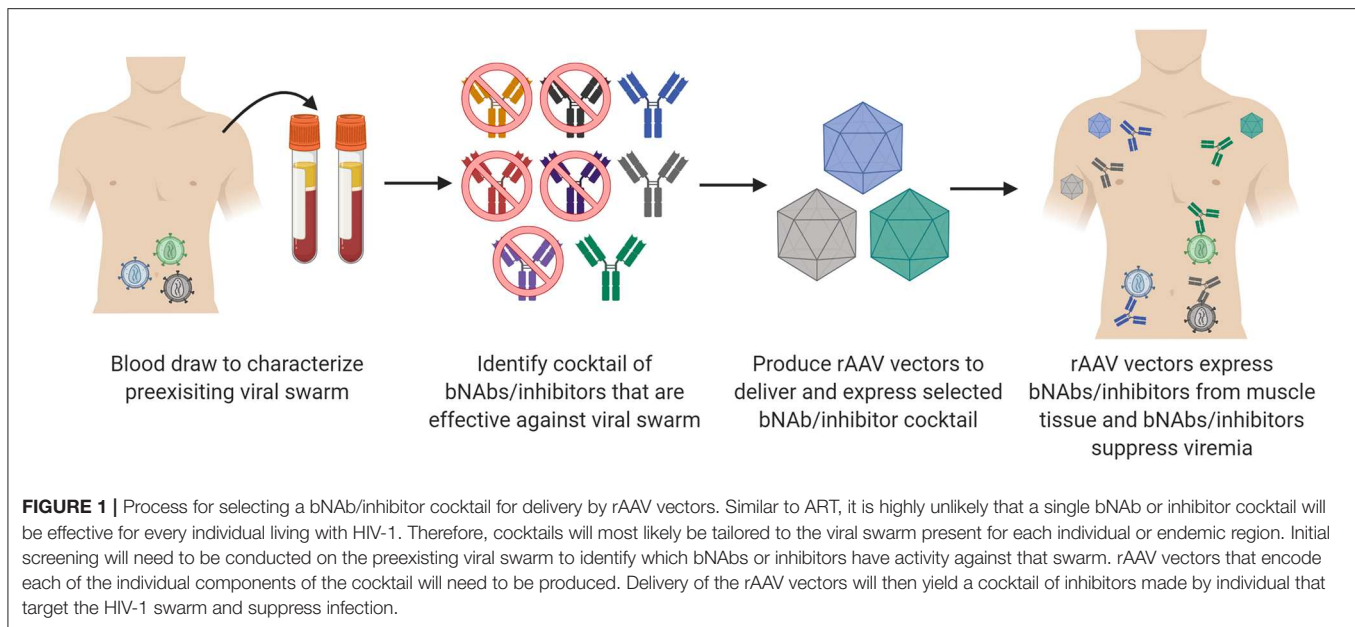 Blood draw to characterize
preexisiting viral swarm
Identify cocktail of
bNAbs/inhibitors that are
effective against viral swarm
Produce rAAV vectors to
deliver and express selected
bNAb/inhibitor cocktail
rAAV vectors express
bNAbs/inhibitors from muscle
tissue and bNAbs/inhibitors
suppress viremia
FIGURE 1 | Process for selecting a bNAb/inhibitor cocktail for delivery by rAAV vectors. Similar to ART, it is highly unlikely that a single bNAb or inhibitor cocktail will
be effective for every individual living with HIV-1. Therefore, cocktails will most likely be tailored to the viral swarm present for each individual or endemic region. Initial
screening will need to be conducted on the preexisting viral swarm to identify which bNAbs or inhibitors have activity against that swarm. rAAV vectors that encode
each of the individual components of the cocktail will need to be produced. Delivery of the rAAV vectors will then yield a cocktail of inhibitors made by individual that
target the HIV-1 swarm and suppress infection.